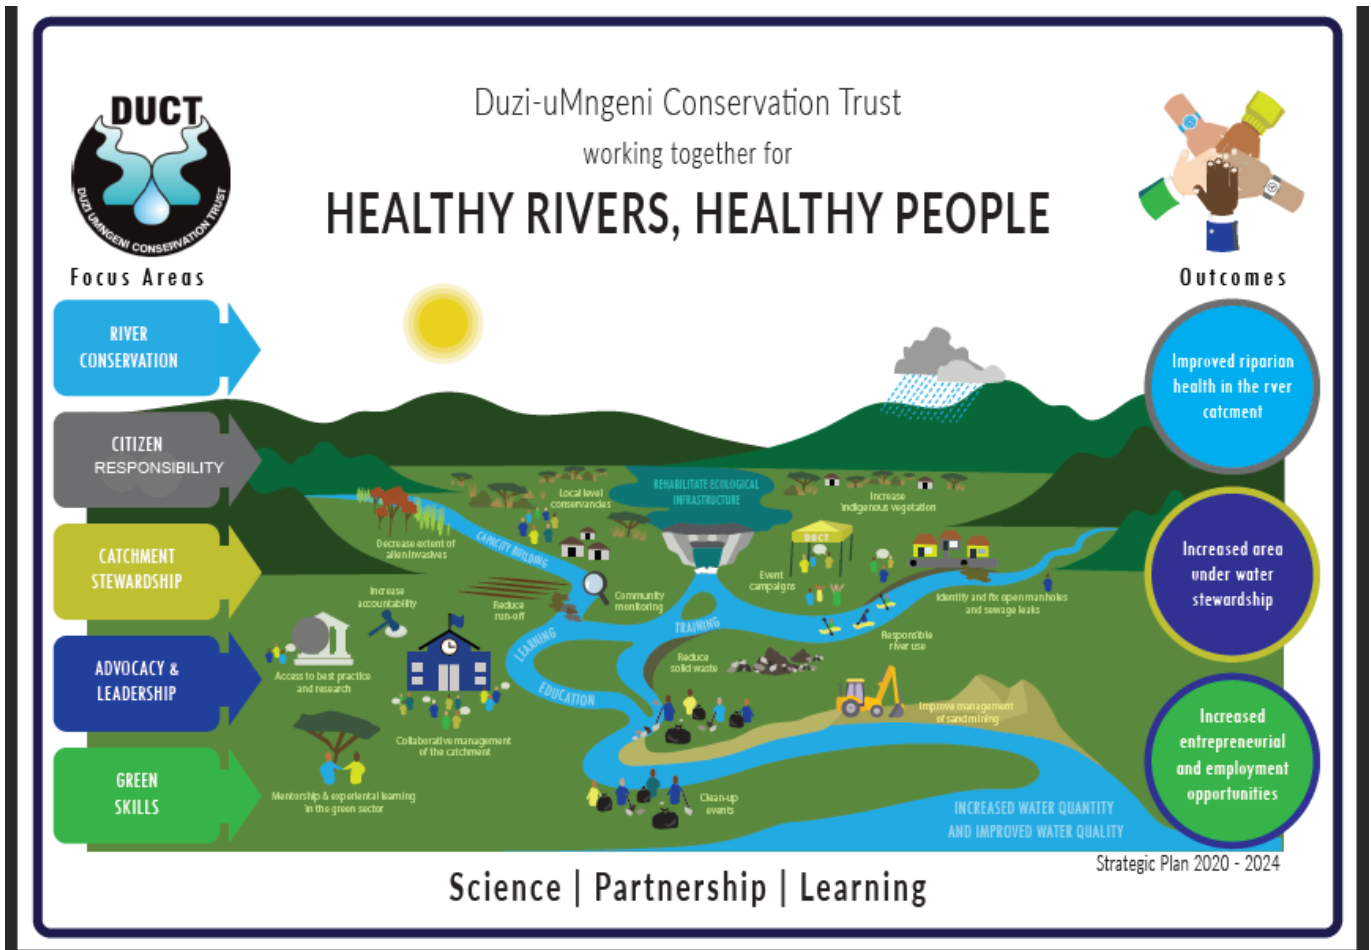 DUCT
DUZI UMNGENI CONSERVATION TRUST
Duzi-uMngeni Conservation Trust
working together for
HEALTHY RIVERS, HEALTHY PEOPLE
Focus Areas
RIVER
CONSERVATION
CITIZEN
RESPONSIBILITY
CATCHMENT
STEWARDSHIP
ADVOCACY &
LEADERSHIP
GREEN
SKILLS
Local level
conservancies
REHABILITATE ECOLOGICAL
INFRASTRUCTURE
Increase
indigenous vegetation
Decrease extent of
alien invasives
CAPACITY BUILDING
DUCT
Event
campaigns
Increase
accountability
Reduce
run-off
Community
monitoring
Identify and fix open manholes
and sewage leaks
LEARNING
TRAINING
Responsible
river use
Reduce
solid waste
Access to best practice
and research
EDUCATION
Improve management
of sandmining
Collaborative management
of the catchment
Mentorship & experiental learning
in the green sector
Clean-up
events
INCREASED WATER QUANTITY
AND IMPROVED WATER QUALITY
Outcomes
Improved riparian
health in the rver
catcment
Increased area
under water
stewardship
Increased
entrepreneurial
and employment
opportunities
Strategic Plan 2020 - 2024
Science | Partnership | Learning